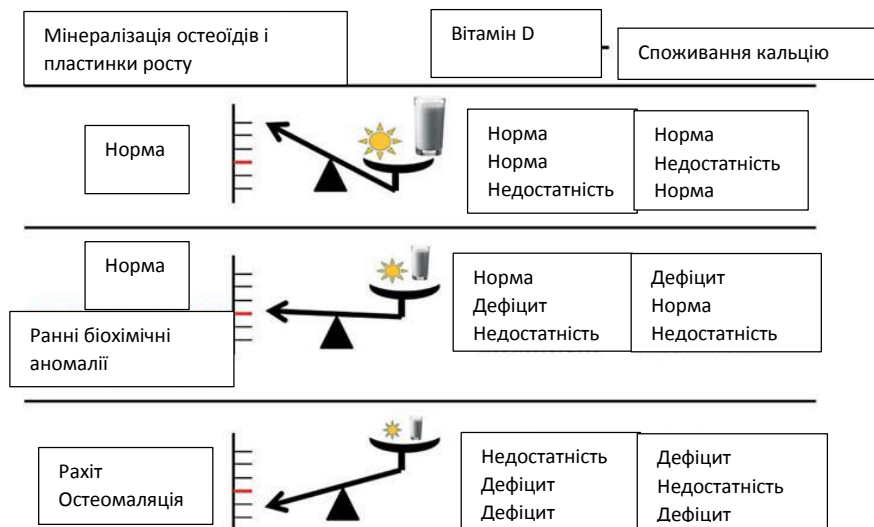 Мінералізація остеоїдів і
пластинки росту
Вітамін D
-
Споживання кальцію
Норма
Норма
Норма
Недостатність
Норма
Недостатність
Норма
Норма
Ранні біохімічні
аномалії
Норма
Дефіцит
Недостатність
Дефіцит
Норма
Недостатність
Рахіт
Остеомаляція
Недостатність
Дефіцит
Дефіцит
Дефіцит
Недостатність
Дефіцит